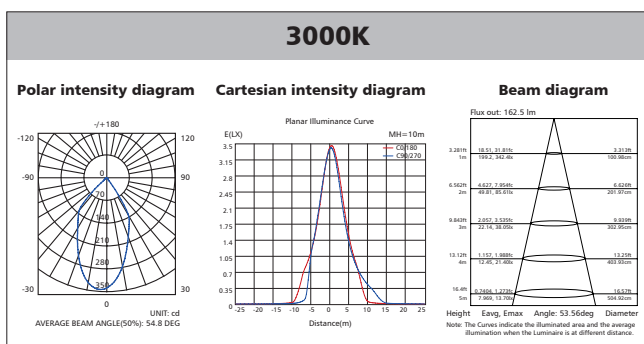 3000K
Polar intensity diagram
-/+180
-120
120
-90
90
0
70
140
210
280
350
-30
30
0
UNIT: cd
AVERAGE BEAM ANGLE(50%): 54.8 DEG
Cartesian intensity diagram
Planar Illuminance Curve
E(LX)
MH=10m
C0/180
C90/270
3.5
3.15
2.8
2.45
2.1
1.75
1.4
1.05
0.7
0.35
0
-25 -20 -15 -10 -5 0 5 10 15 20 25
Distance(m)
Beam diagram
Flux out: 162.5 lm
3.281ft 18.51, 31.81fc 3.313ft
1m 199.2, 342.4lx 100.98cm
6.562ft 4.627, 7.954fc 6.626ft
2m 49.81, 85.61lx 201.97cm
9.843ft 2.057, 3.535fc 9.939ft
3m 22.14, 38.05lx 302.95cm
13.12ft 1.157, 1.988fc 13.25ft
4m 12.45, 21.40lx 403.93cm
16.4ft 0.7404, 1.273fc 16.57ft
5m 7.969, 13.70lx 504.92cm
Height Eavg, Emax Angle: 53.56deg Diameter
Note: The Curves indicate the illuminated area and the average
illumination when the Luminaire is at different distance.